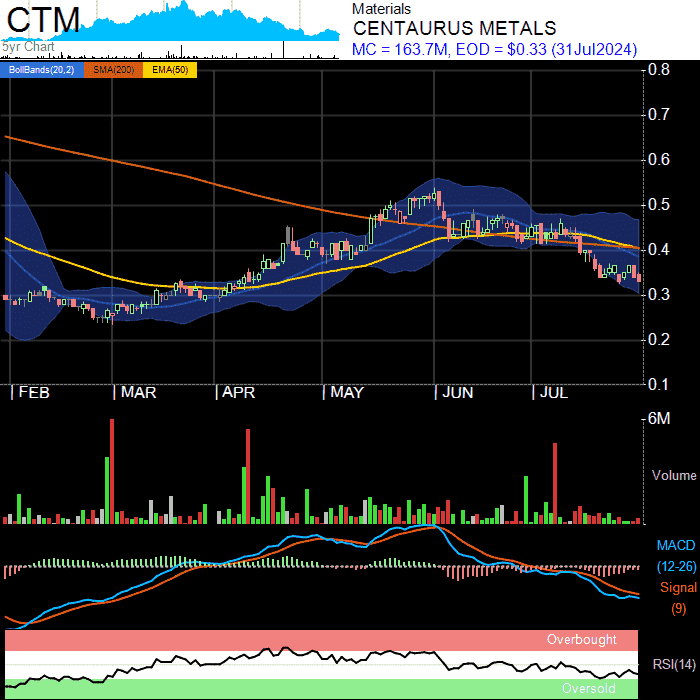 CTM
5yr Chart
Materials
CENTAURUS METALS
MC = 163.7M, EOD = $0.33 (31Jul2024)
BollBands(20,2) SMA(200) EMA(50)
0.8
0.7
0.6
0.5
0.4
0.3
0.2
0.1
FEB MAR APR MAY JUN JUL
6M
Volume
MACD
(12-26)
Signal
(9)
Overbought
RSI(14)
Oversold